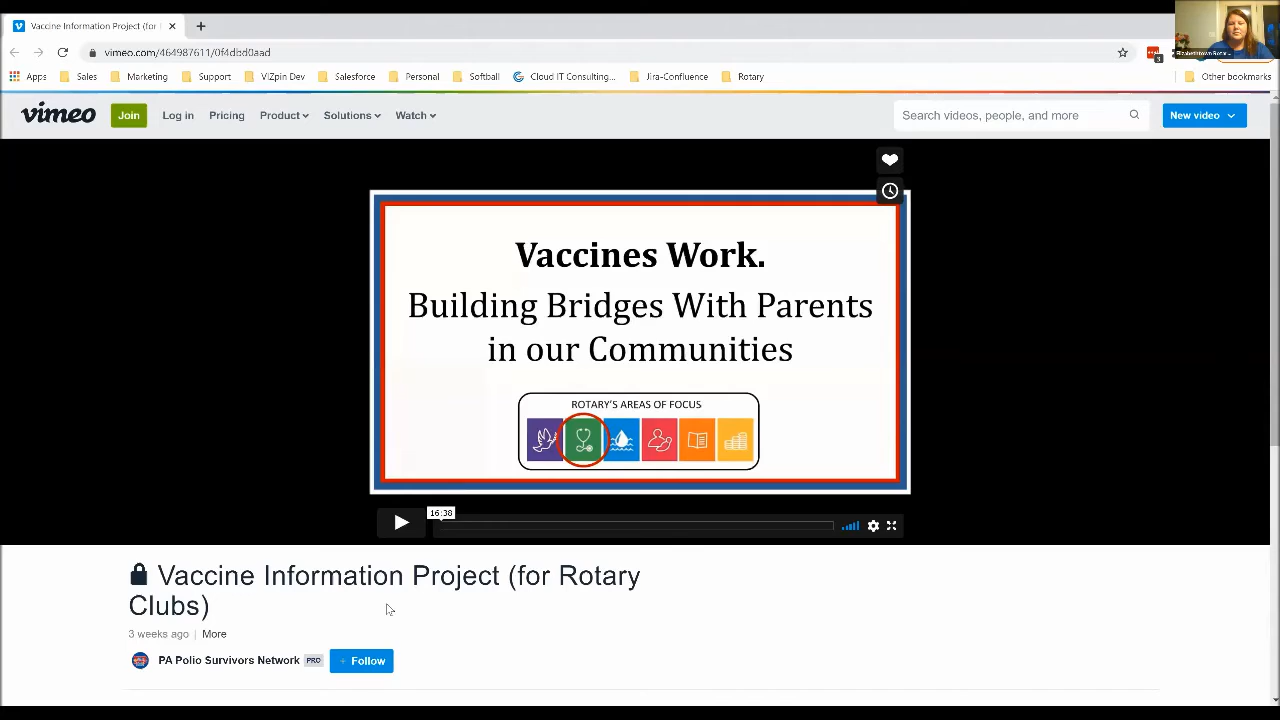 Vaccine Information Project (for
vimeo.com/464987611/0f4dbd0aad
Apps Sales Marketing Support VIZpin Dev Salesforce Personal Softball Cloud IT Consulting... Jira-Confluence Rotary Other bookmarks
vimeo Join Log in Pricing Product Solutions Watch Search videos, people, and more New video
Vaccines Work.
Building Bridges With Parents
in our Communities
ROTARY'S AREAS OF FOCUS
16:38
Vaccine Information Project (for Rotary
Clubs)
3 weeks ago | More
PA Polio Survivors Network PRO + Follow